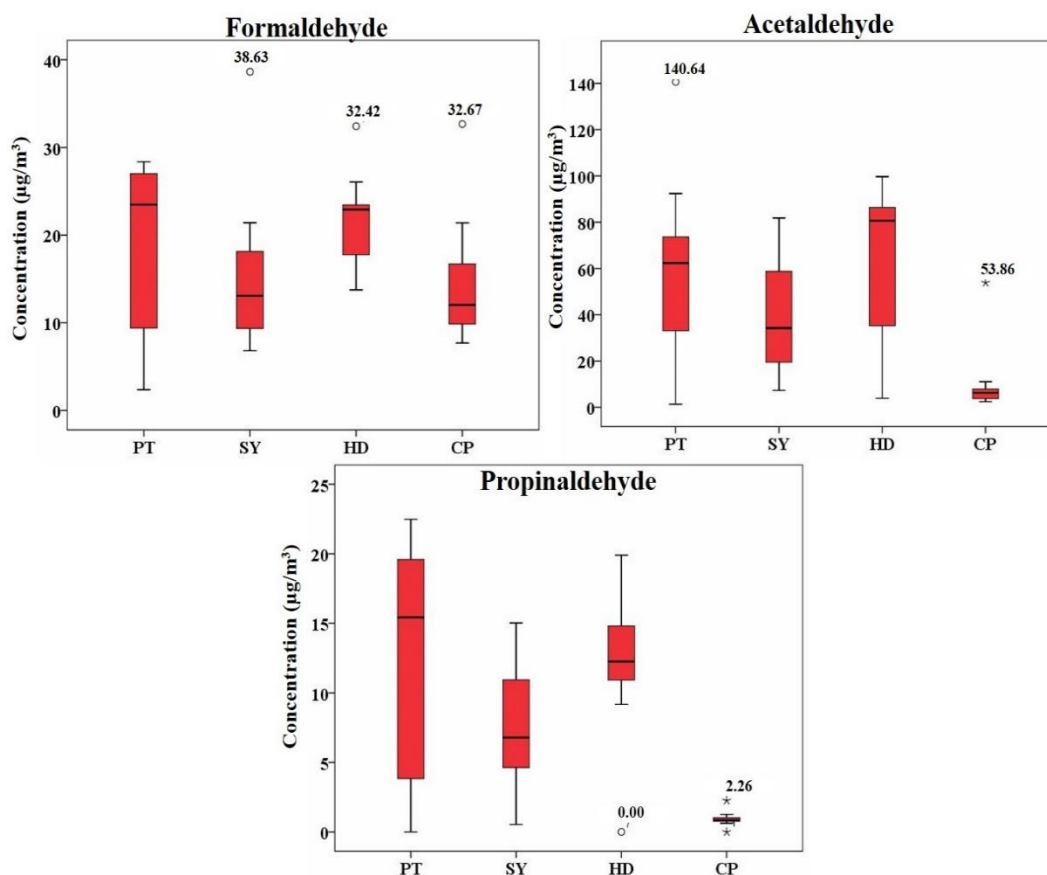 Formaldehyde
Concentration (µg/m³)
40
30
20
10
0
38.63
32.42
32.67
PT SY HD CP
Acetaldehyde
Concentration (µg/m³)
140
120
100
80
60
40
20
0
140.64
53.86
PT SY HD CP
Propinaldehyde
Concentration (µg/m³)
25
20
15
10
5
0
0.00
2.26
PT SY HD CP